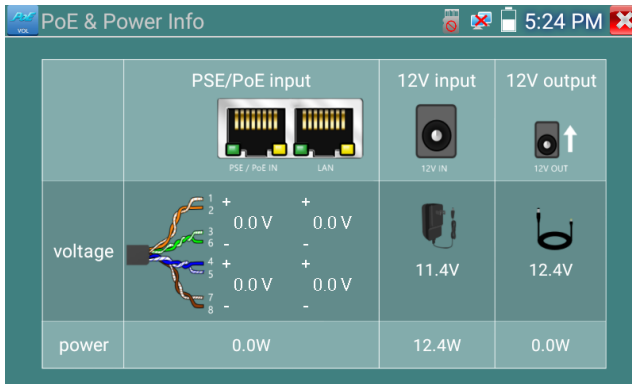 PoE
VOL
PoE & Power Info
5:24 PM
PSE/PoE input
12V input
12V output
PSE / PoE IN
LAN
12V IN
12V OUT
voltage
1
2
3
6
4
5
7
8
+ +
0.0 V 0.0 V
- -
+ +
0.0 V 0.0 V
- -
11.4V
12.4V
power
0.0W
12.4W
0.0W